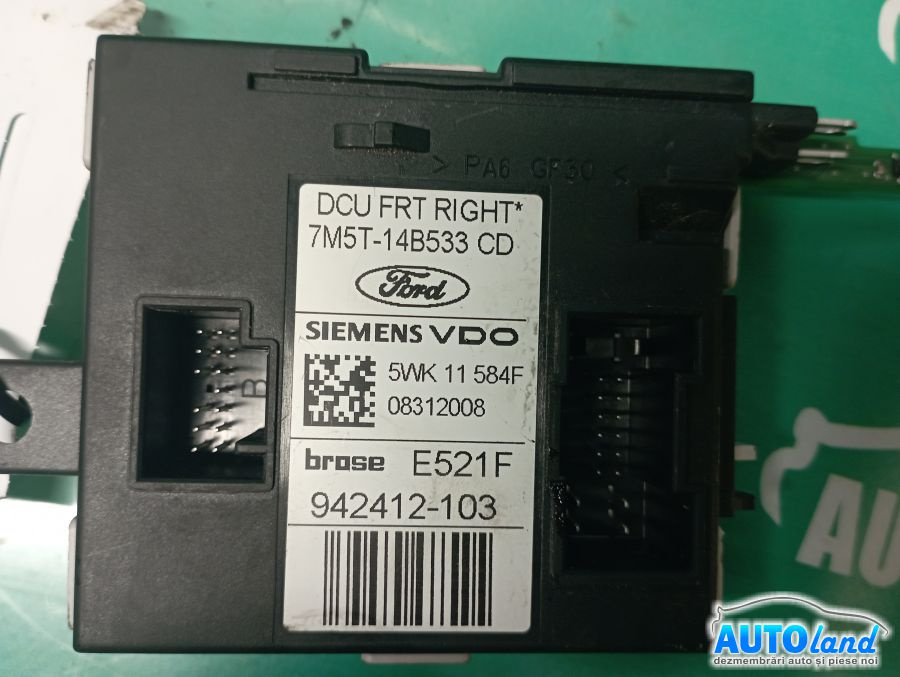 > PA6 GF30 <
DCU FRT RIGHT*
7M5T-14B533 CD
Ford
SIEMENS VDO
5WK 11 584F
08312008
brose E521F
942412-103
B
AU
AUTOland
dezmembrări auto și piese noi